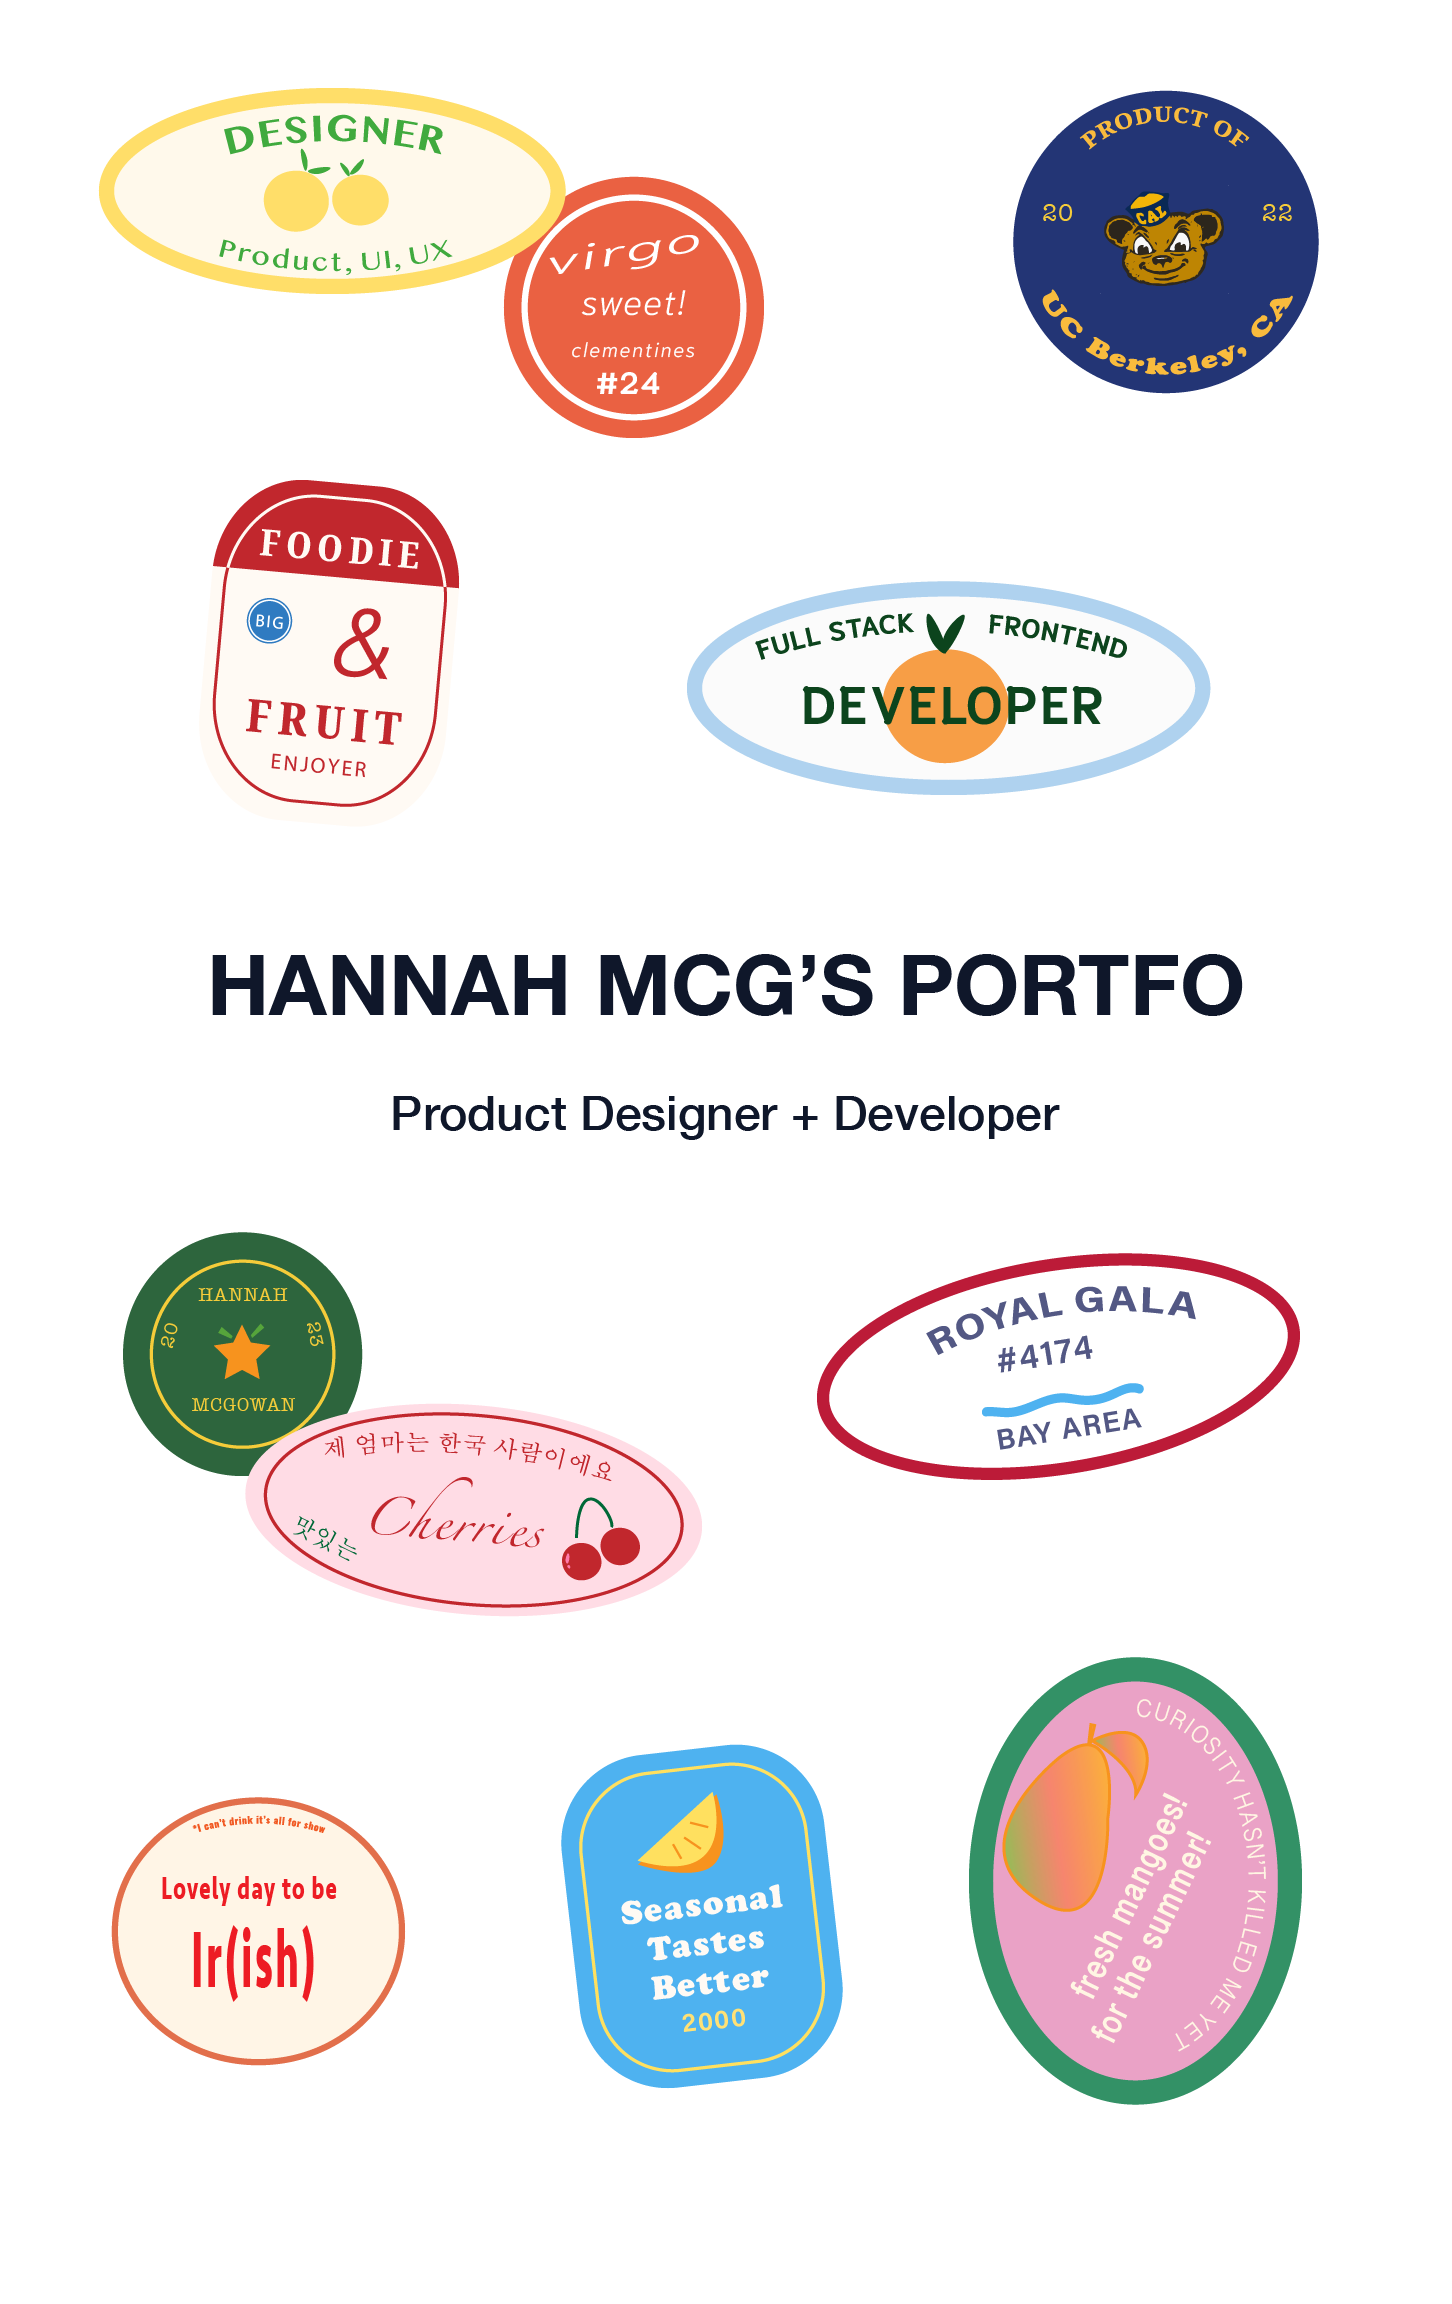 DESIGNER
Product, UI, UX
virgo
sweet!
clementines
#24
PRODUCT OF
20
22
CAL
UC Berkeley, CA
FOODIE
BIG
&
FRUIT
ENJOYER
FULL STACK FRONTEND
DEVELOPER
HANNAH MCG’S PORTFO
Product Designer + Developer
HANNAH
20
23
MCGOWAN
제 엄마는 한국 사람이에요
Cherries
맛있는
ROYAL GALA
#4174
BAY AREA
*I can't drink it's all for show
Lovely day to be
Ir(ish)
Seasonal
Tastes
Better
2000
CURIOSITY HASN'T KILLED ME YET
fresh mangoes!
for the summer!